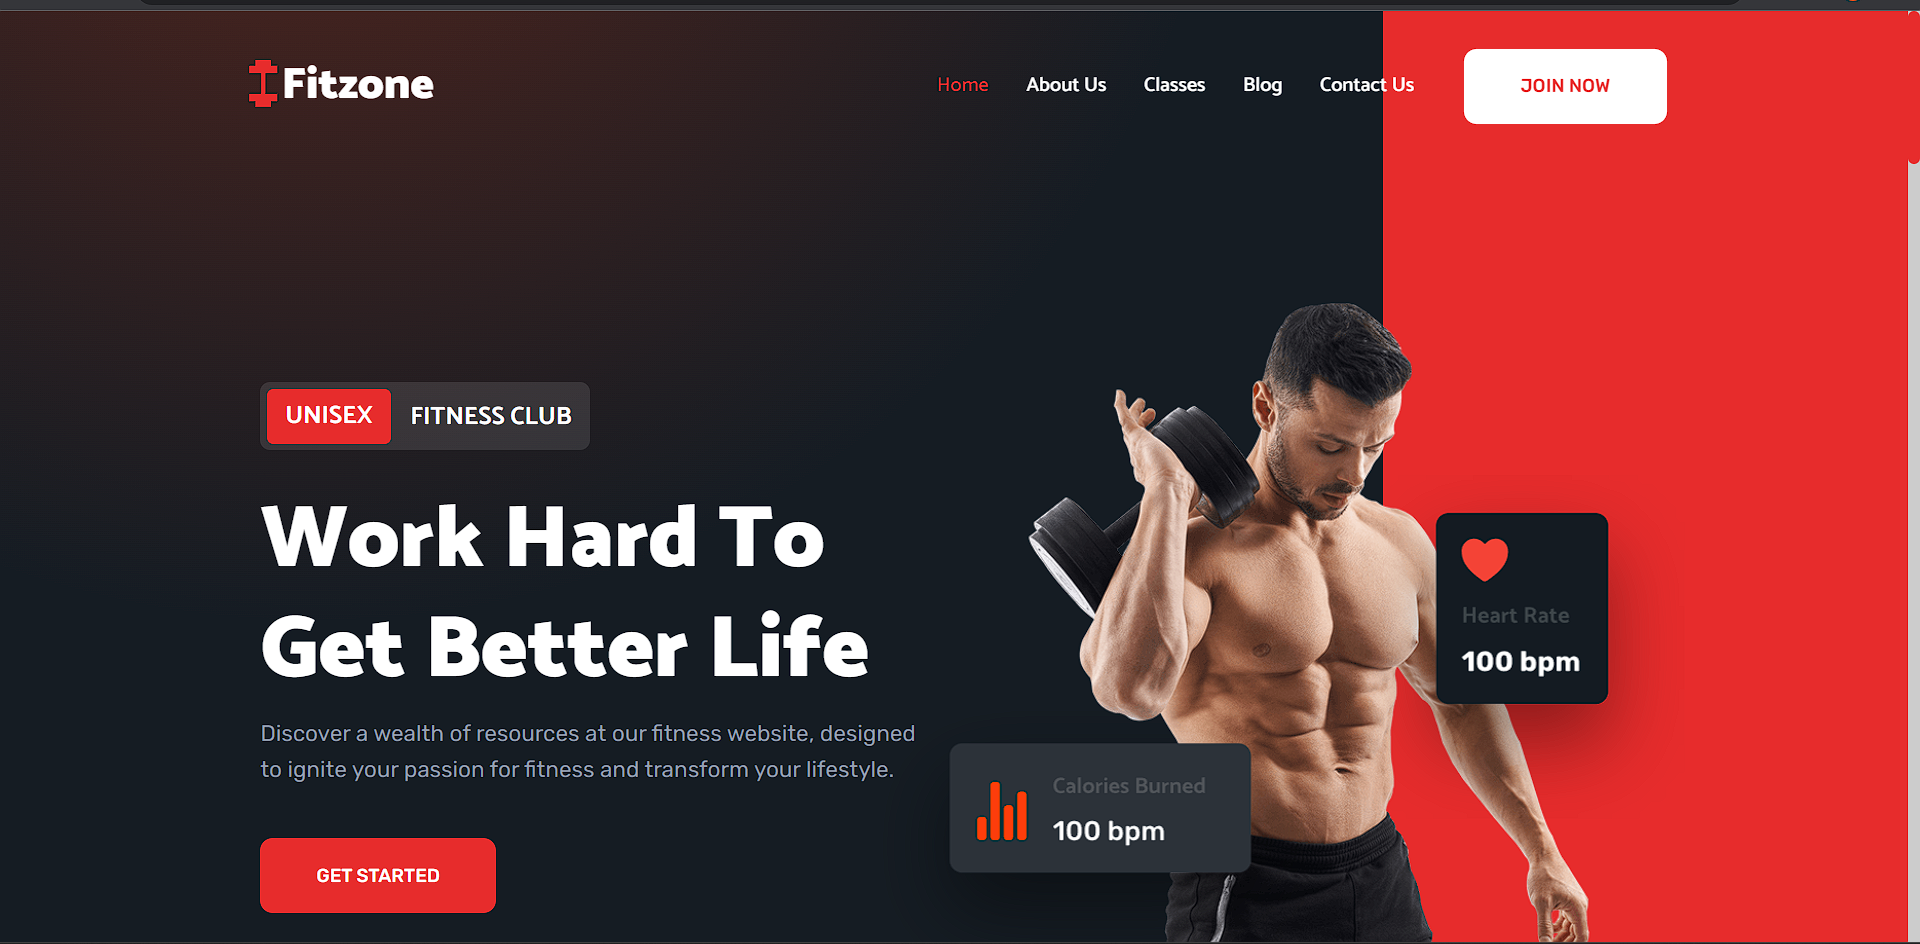 Fitzone
Home About Us Classes Blog Contact Us JOIN NOW
UNISEX FITNESS CLUB
Work Hard To
Get Better Life
Discover a wealth of resources at our fitness website, designed
to ignite your passion for fitness and transform your lifestyle.
GET STARTED
Heart Rate
100 bpm
Calories Burned
100 bpm